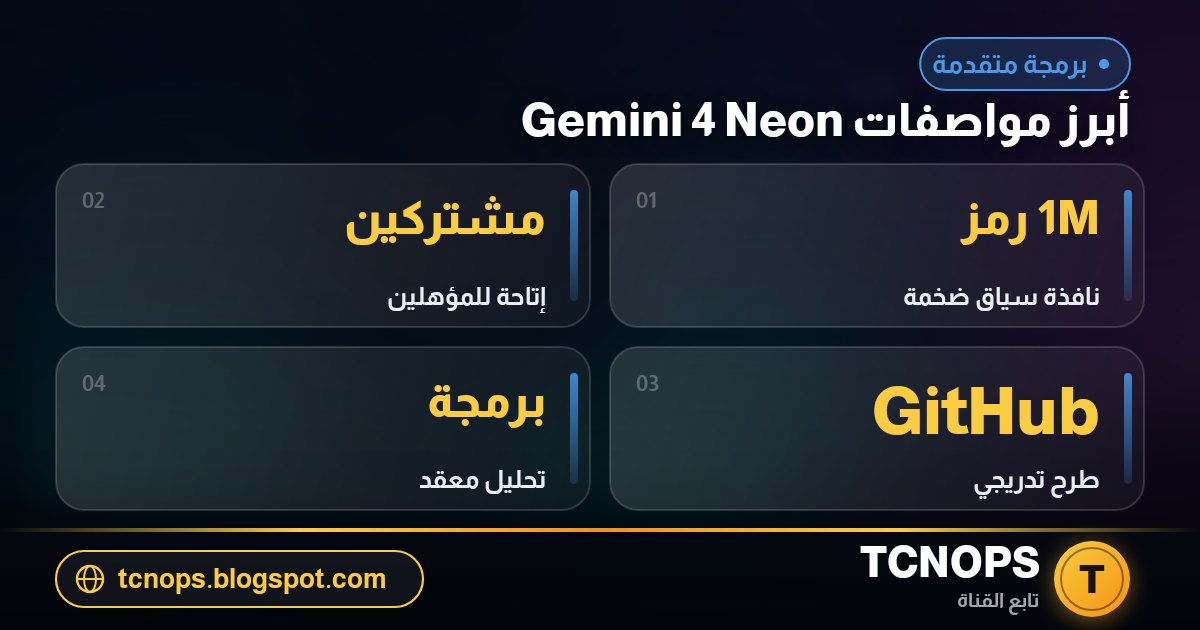 برمجة متقدمة
أبرز مواصفات Gemini 4 Neon
01
1M رمز
نافذة سياق ضخمة
02
مشتركين
إتاحة للمؤهلين
03
GitHub
طرح تدريجي
04
برمجة
تحليل معقد
T
TCNOPS
تابع القناة
tcnops.blogspot.com